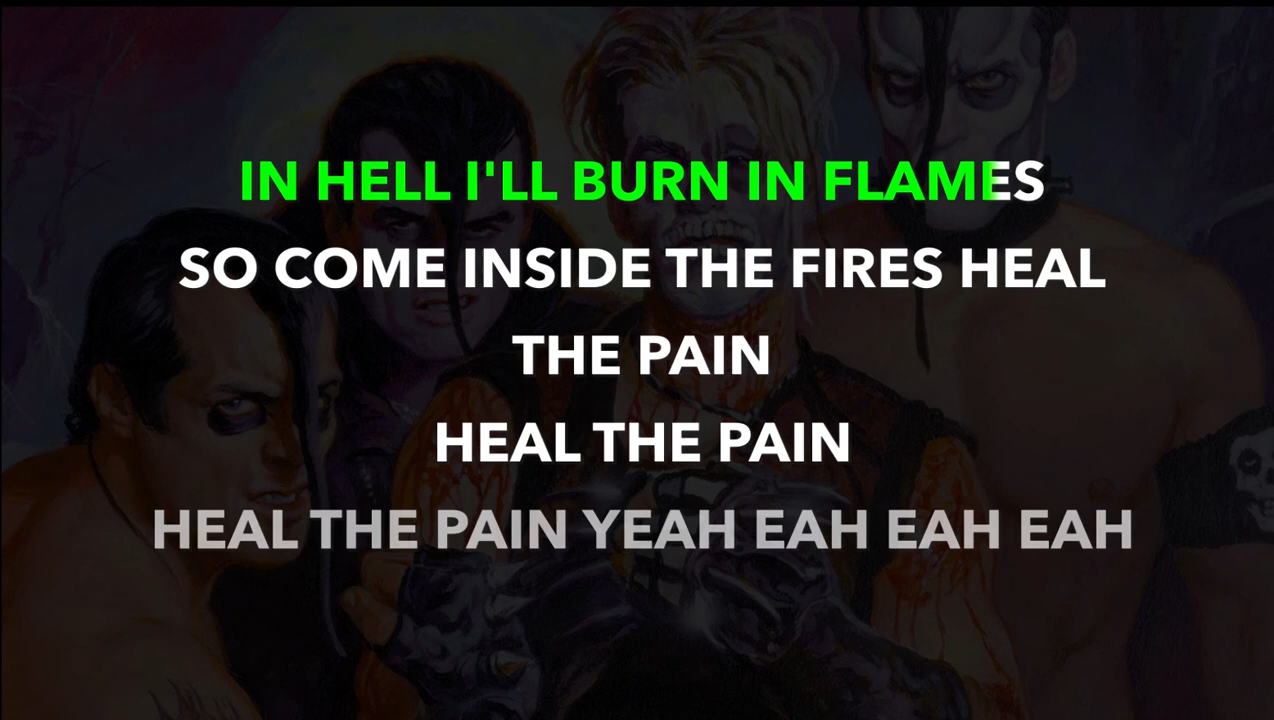 IN HELL I'LL BURN IN FLAMES
SO COME INSIDE THE FIRES HEAL
THE PAIN
HEAL THE PAIN
HEAL THE PAIN YEAH EAH EAH EAH